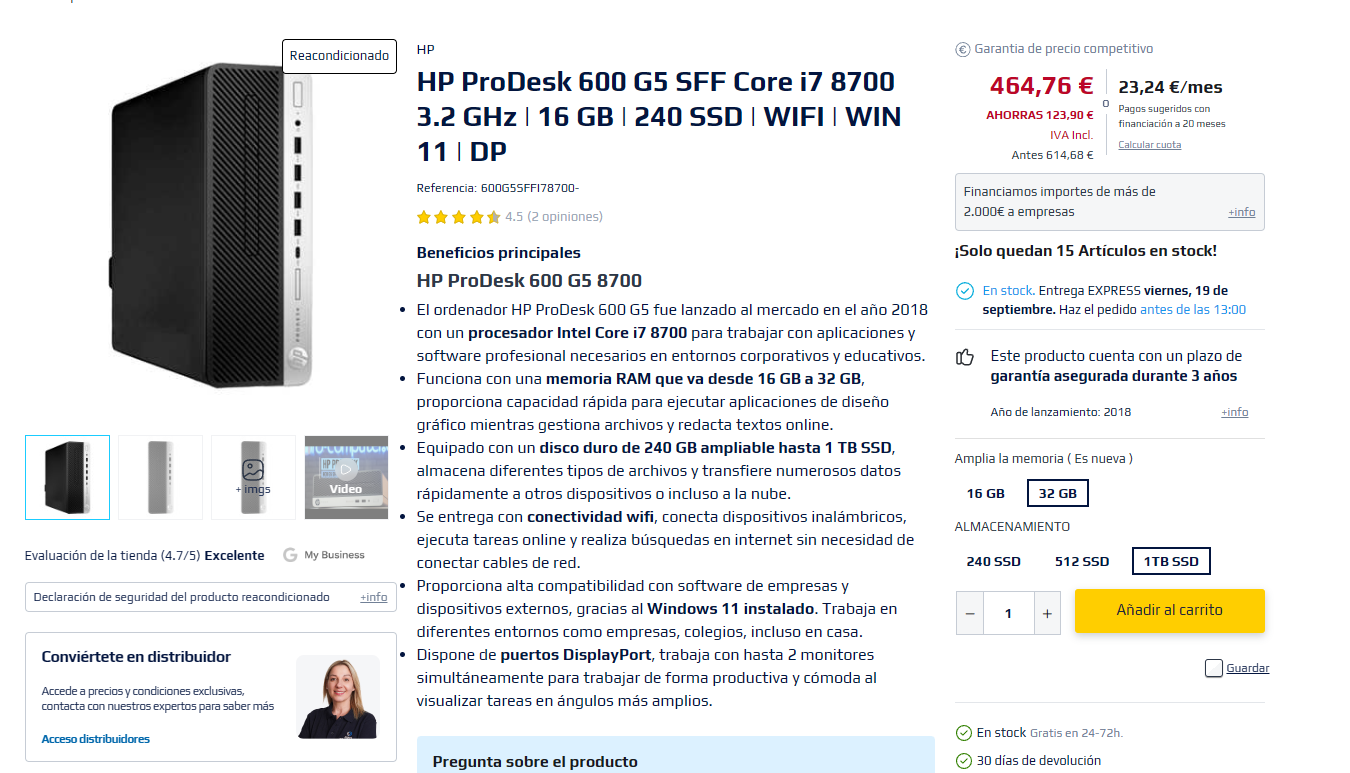 Reacondicionado
+ imgs
Video
Evaluación de la tienda (4.7/5) Excelente
G My Business
Declaración de seguridad del producto reacondicionado +info
Conviértete en distribuidor
Accede a precios y condiciones exclusivas,
contacta con nuestros expertos para saber más
Acceso distribuidores
HP
HP ProDesk 600 G5 SFF Core i7 8700
3.2 GHz | 16 GB | 240 SSD | WIFI | WIN
11 | DP
Referencia: 600G5SFFI78700-
4.5 (2 opiniones)
Beneficios principales
HP ProDesk 600 G5 8700
• El ordenador HP ProDesk 600 G5 fue lanzado al mercado en el año 2018
con un procesador Intel Core i7 8700 para trabajar con aplicaciones y
software profesional necesarios en entornos corporativos y educativos.
• Funciona con una memoria RAM que va desde 16 GB a 32 GB,
proporciona capacidad rápida para ejecutar aplicaciones de diseño
gráfico mientras gestiona archivos y redacta textos online.
• Equipado con un disco duro de 240 GB ampliable hasta 1 TB SSD,
almacena diferentes tipos de archivos y transfiere numerosos datos
rápidamente a otros dispositivos o incluso a la nube.
• Se entrega con conectividad wifi, conecta dispositivos inalámbricos,
ejecuta tareas online y realiza búsquedas en internet sin necesidad de
conectar cables de red.
• Proporciona alta compatibilidad con software de empresas y
dispositivos externos, gracias al Windows 11 instalado. Trabaja en
diferentes entornos como empresas, colegios, incluso en casa.
• Dispone de puertos DisplayPort, trabaja con hasta 2 monitores
simultáneamente para trabajar de forma productiva y cómoda al
visualizar tareas en ángulos más amplios.
Pregunta sobre el producto
€ Garantia de precio competitivo
464,76 €
AHORRAS 123,90 €
IVA Incl.
Antes 614,68 €
o
23,24 €/mes
Pagos sugeridos con
financiación a 20 meses
Calcular cuota
Financiamos importes de más de
2.000€ a empresas +info
¡Solo quedan 15 Artículos en stock!
En stock. Entrega EXPRESS viernes, 19 de
septiembre. Haz el pedido antes de las 13:00
Este producto cuenta con un plazo de
garantía asegurada durante 3 años
Año de lanzamiento: 2018 +info
Amplia la memoria ( Es nueva )
16 GB 32 GB
ALMACENAMIENTO
240 SSD 512 SSD 1TB SSD
− 1 + Añadir al carrito
Guardar
En stock Gratis en 24-72h.
30 días de devolución